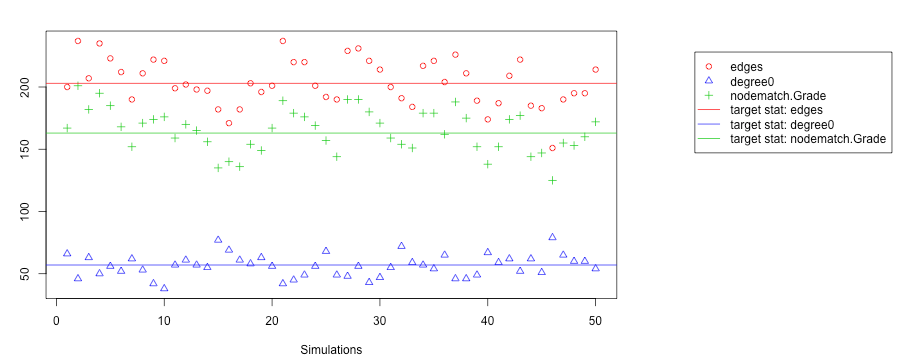 edges
degree0
nodematch.Grade
target stat: edges
target stat: degree0
target stat: nodematch.Grade
200
150
100
50
0 10 20 30 40 50
Simulations